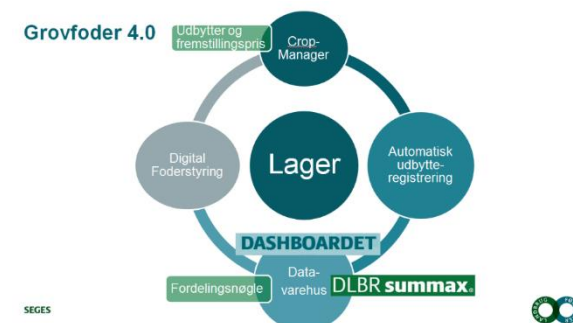 Grovfoder 4.0
Udbytter og
fremstillingspris
Crop-
Manager
Digital
Foderstyring
Lager
Automatisk
udbytte-
registrering
DASHBOARDET
Data-
varehus
Fordelingsnøgle
DLBR summax.
SEGES